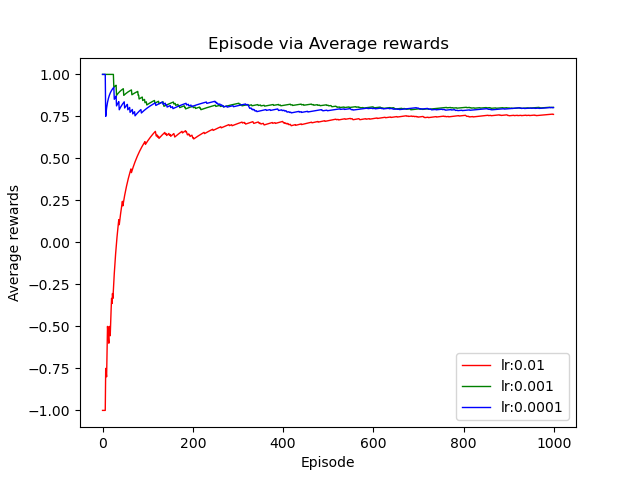 Episode via Average rewards
Average rewards
1.00
0.75
0.50
0.25
0.00
−0.25
−0.50
−0.75
−1.00
lr:0.01
lr:0.001
lr:0.0001
0 200 400 600 800 1000
Episode